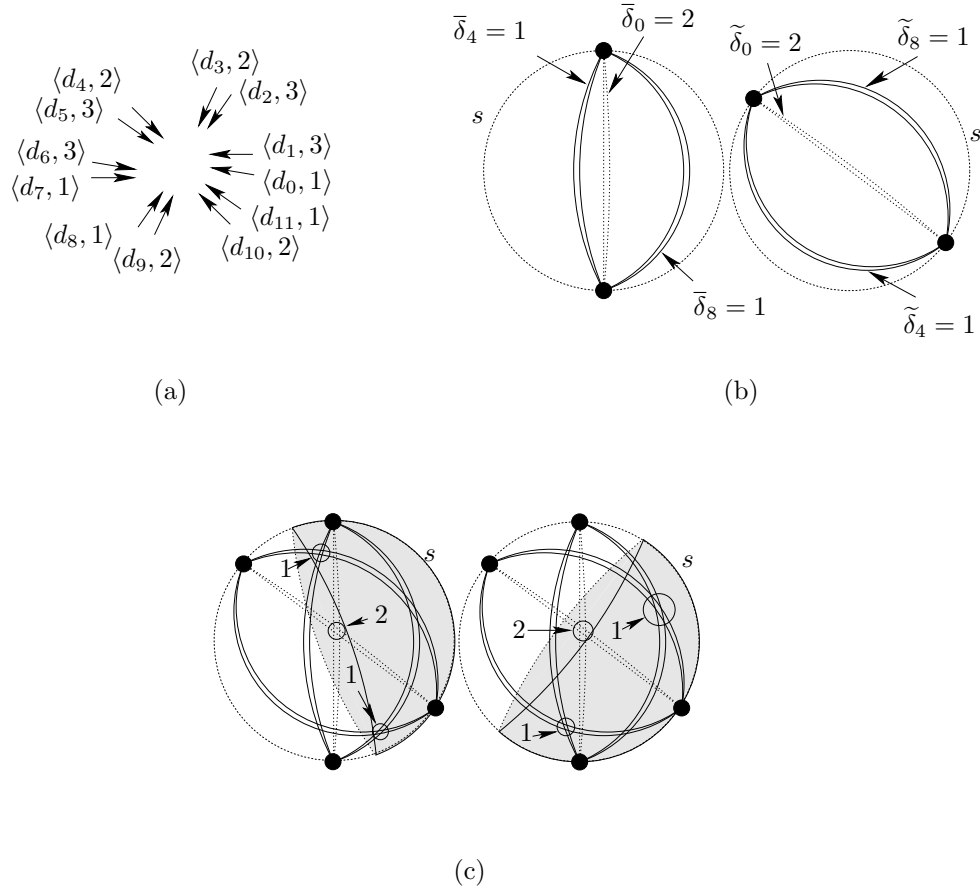 ⟨d₃, 2⟩
⟨d₄, 2⟩
⟨d₂, 3⟩
⟨d₅, 3⟩
⟨d₆, 3⟩
⟨d₁, 3⟩
⟨d₇, 1⟩
⟨d₀, 1⟩
⟨d₁₁, 1⟩
⟨d₈, 1⟩
⟨d₁₀, 2⟩
⟨d₉, 2⟩
(a)
δ̅₄ = 1
δ̅₀ = 2
s
δ̅₈ = 1
δ̃₀ = 2
δ̃₈ = 1
s
δ̃₄ = 1
(b)
s
1
2
1
s
2
1
1
(c)